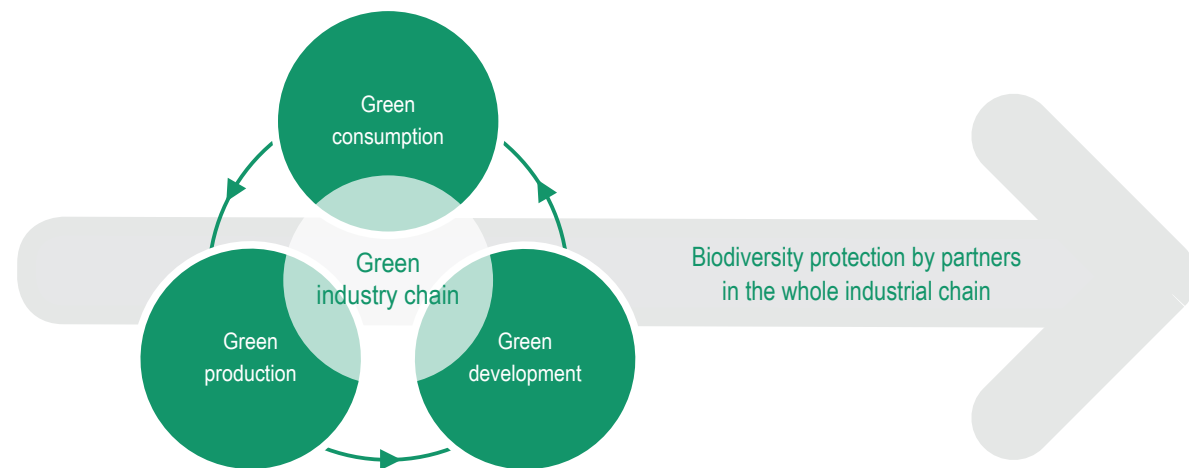 Green
consumption
Green
industry chain
Green
production
Green
development
Biodiversity protection by partners
in the whole industrial chain